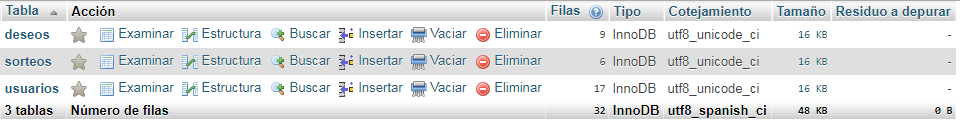 Tabla Acción Filas Tipo Cotejamiento Tamaño Residuo a depurar
deseos Examinar Estructura Buscar Insertar Vaciar Eliminar 9 InnoDB utf8_unicode_ci 16 KB -
sorteos Examinar Estructura Buscar Insertar Vaciar Eliminar 6 InnoDB utf8_unicode_ci 16 KB -
usuarios Examinar Estructura Buscar Insertar Vaciar Eliminar 17 InnoDB utf8_unicode_ci 16 KB -
3 tablas Número de filas 32 InnoDB utf8_spanish_ci 48 KB 0 B